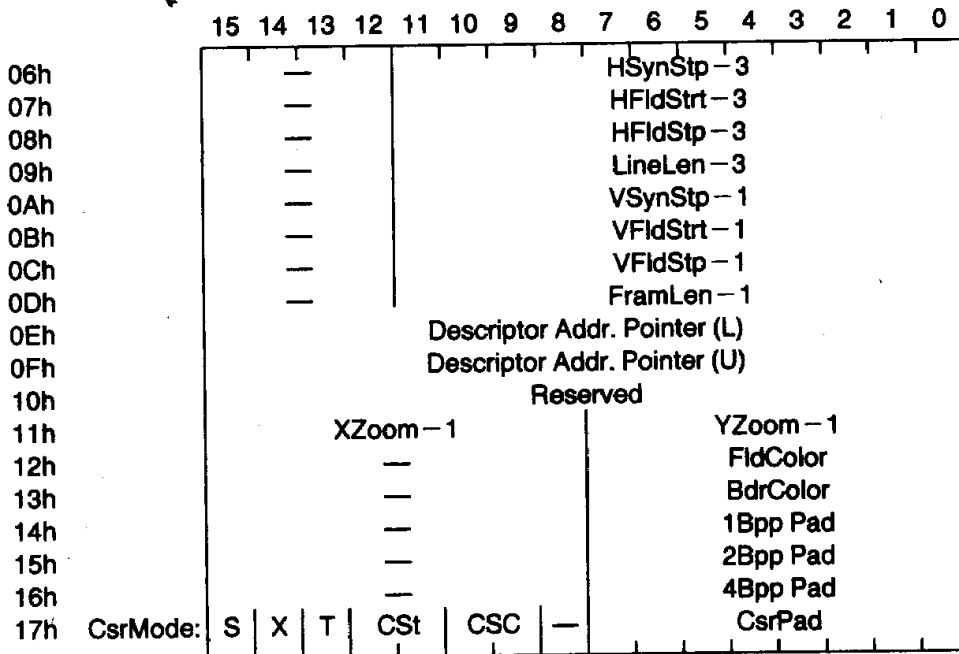 15 14 13 12 11 10 9 8 7 6 5 4 3 2 1 0
06h — HSynStp−3
07h — HFldStrt−3
08h — HFldStp−3
09h — LineLen−3
0Ah — VSynStp−1
0Bh — VFldStrt−1
0Ch — VFldStp−1
0Dh — FramLen−1
0Eh Descriptor Addr. Pointer (L)
0Fh Descriptor Addr. Pointer (U)
10h Reserved
11h XZoom−1 YZoom−1
12h — FldColor
13h — BdrColor
14h — 1Bpp Pad
15h — 2Bpp Pad
16h — 4Bpp Pad
17h CsrMode: S X T CSt CSC — CsrPad